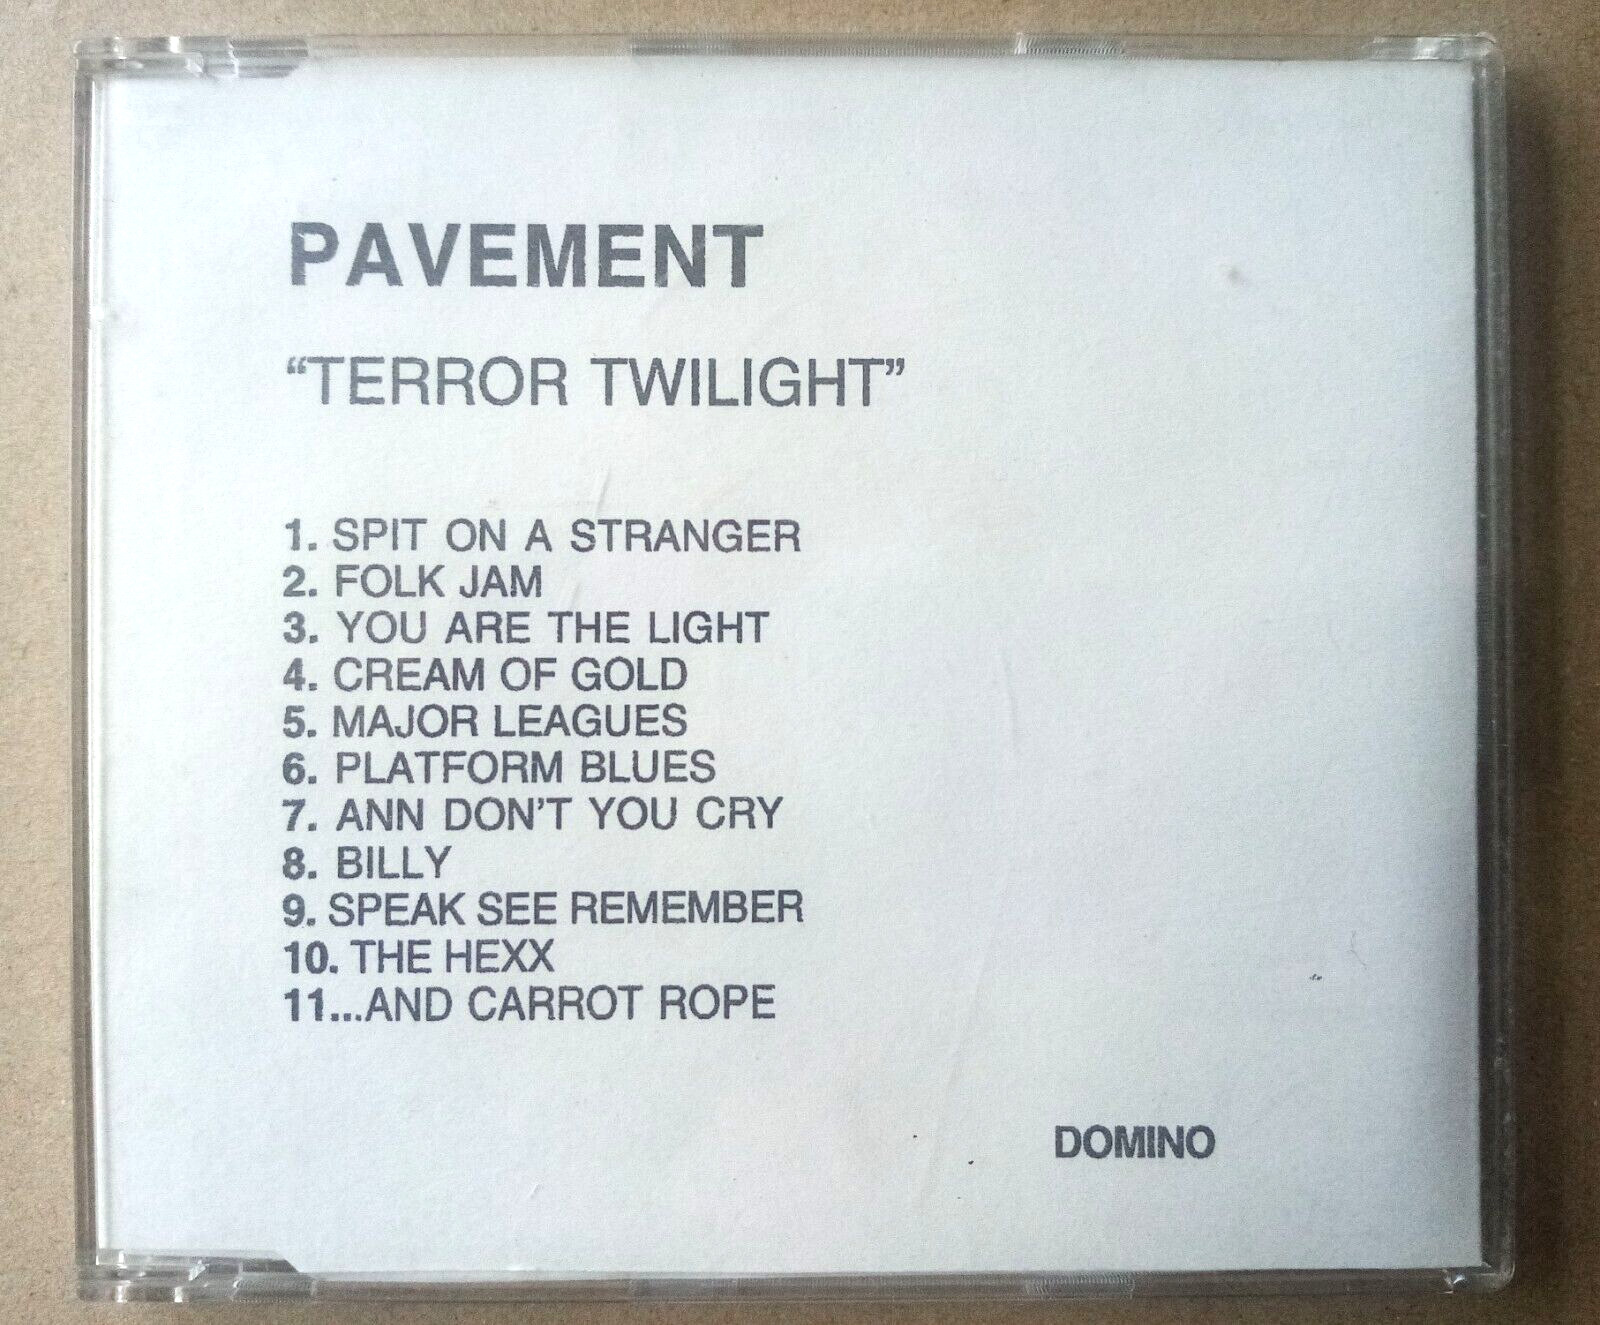 PAVEMENT
“TERROR TWILIGHT”
1. SPIT ON A STRANGER
2. FOLK JAM
3. YOU ARE THE LIGHT
4. CREAM OF GOLD
5. MAJOR LEAGUES
6. PLATFORM BLUES
7. ANN DON'T YOU CRY
8. BILLY
9. SPEAK SEE REMEMBER
10. THE HEXX
11...AND CARROT ROPE
DOMINO